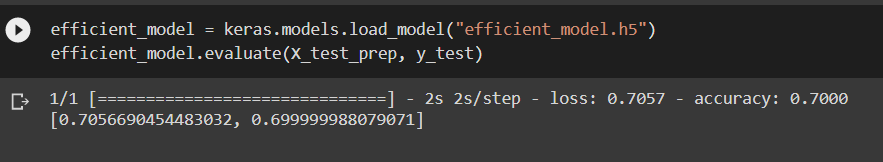 efficient_model = keras.models.load_model("efficient_model.h5")
efficient_model.evaluate(X_test_prep, y_test)
1/1 [==============================] - 2s 2s/step - loss: 0.7057 - accuracy: 0.7000
[0.7056690454483032, 0.699999988079071]